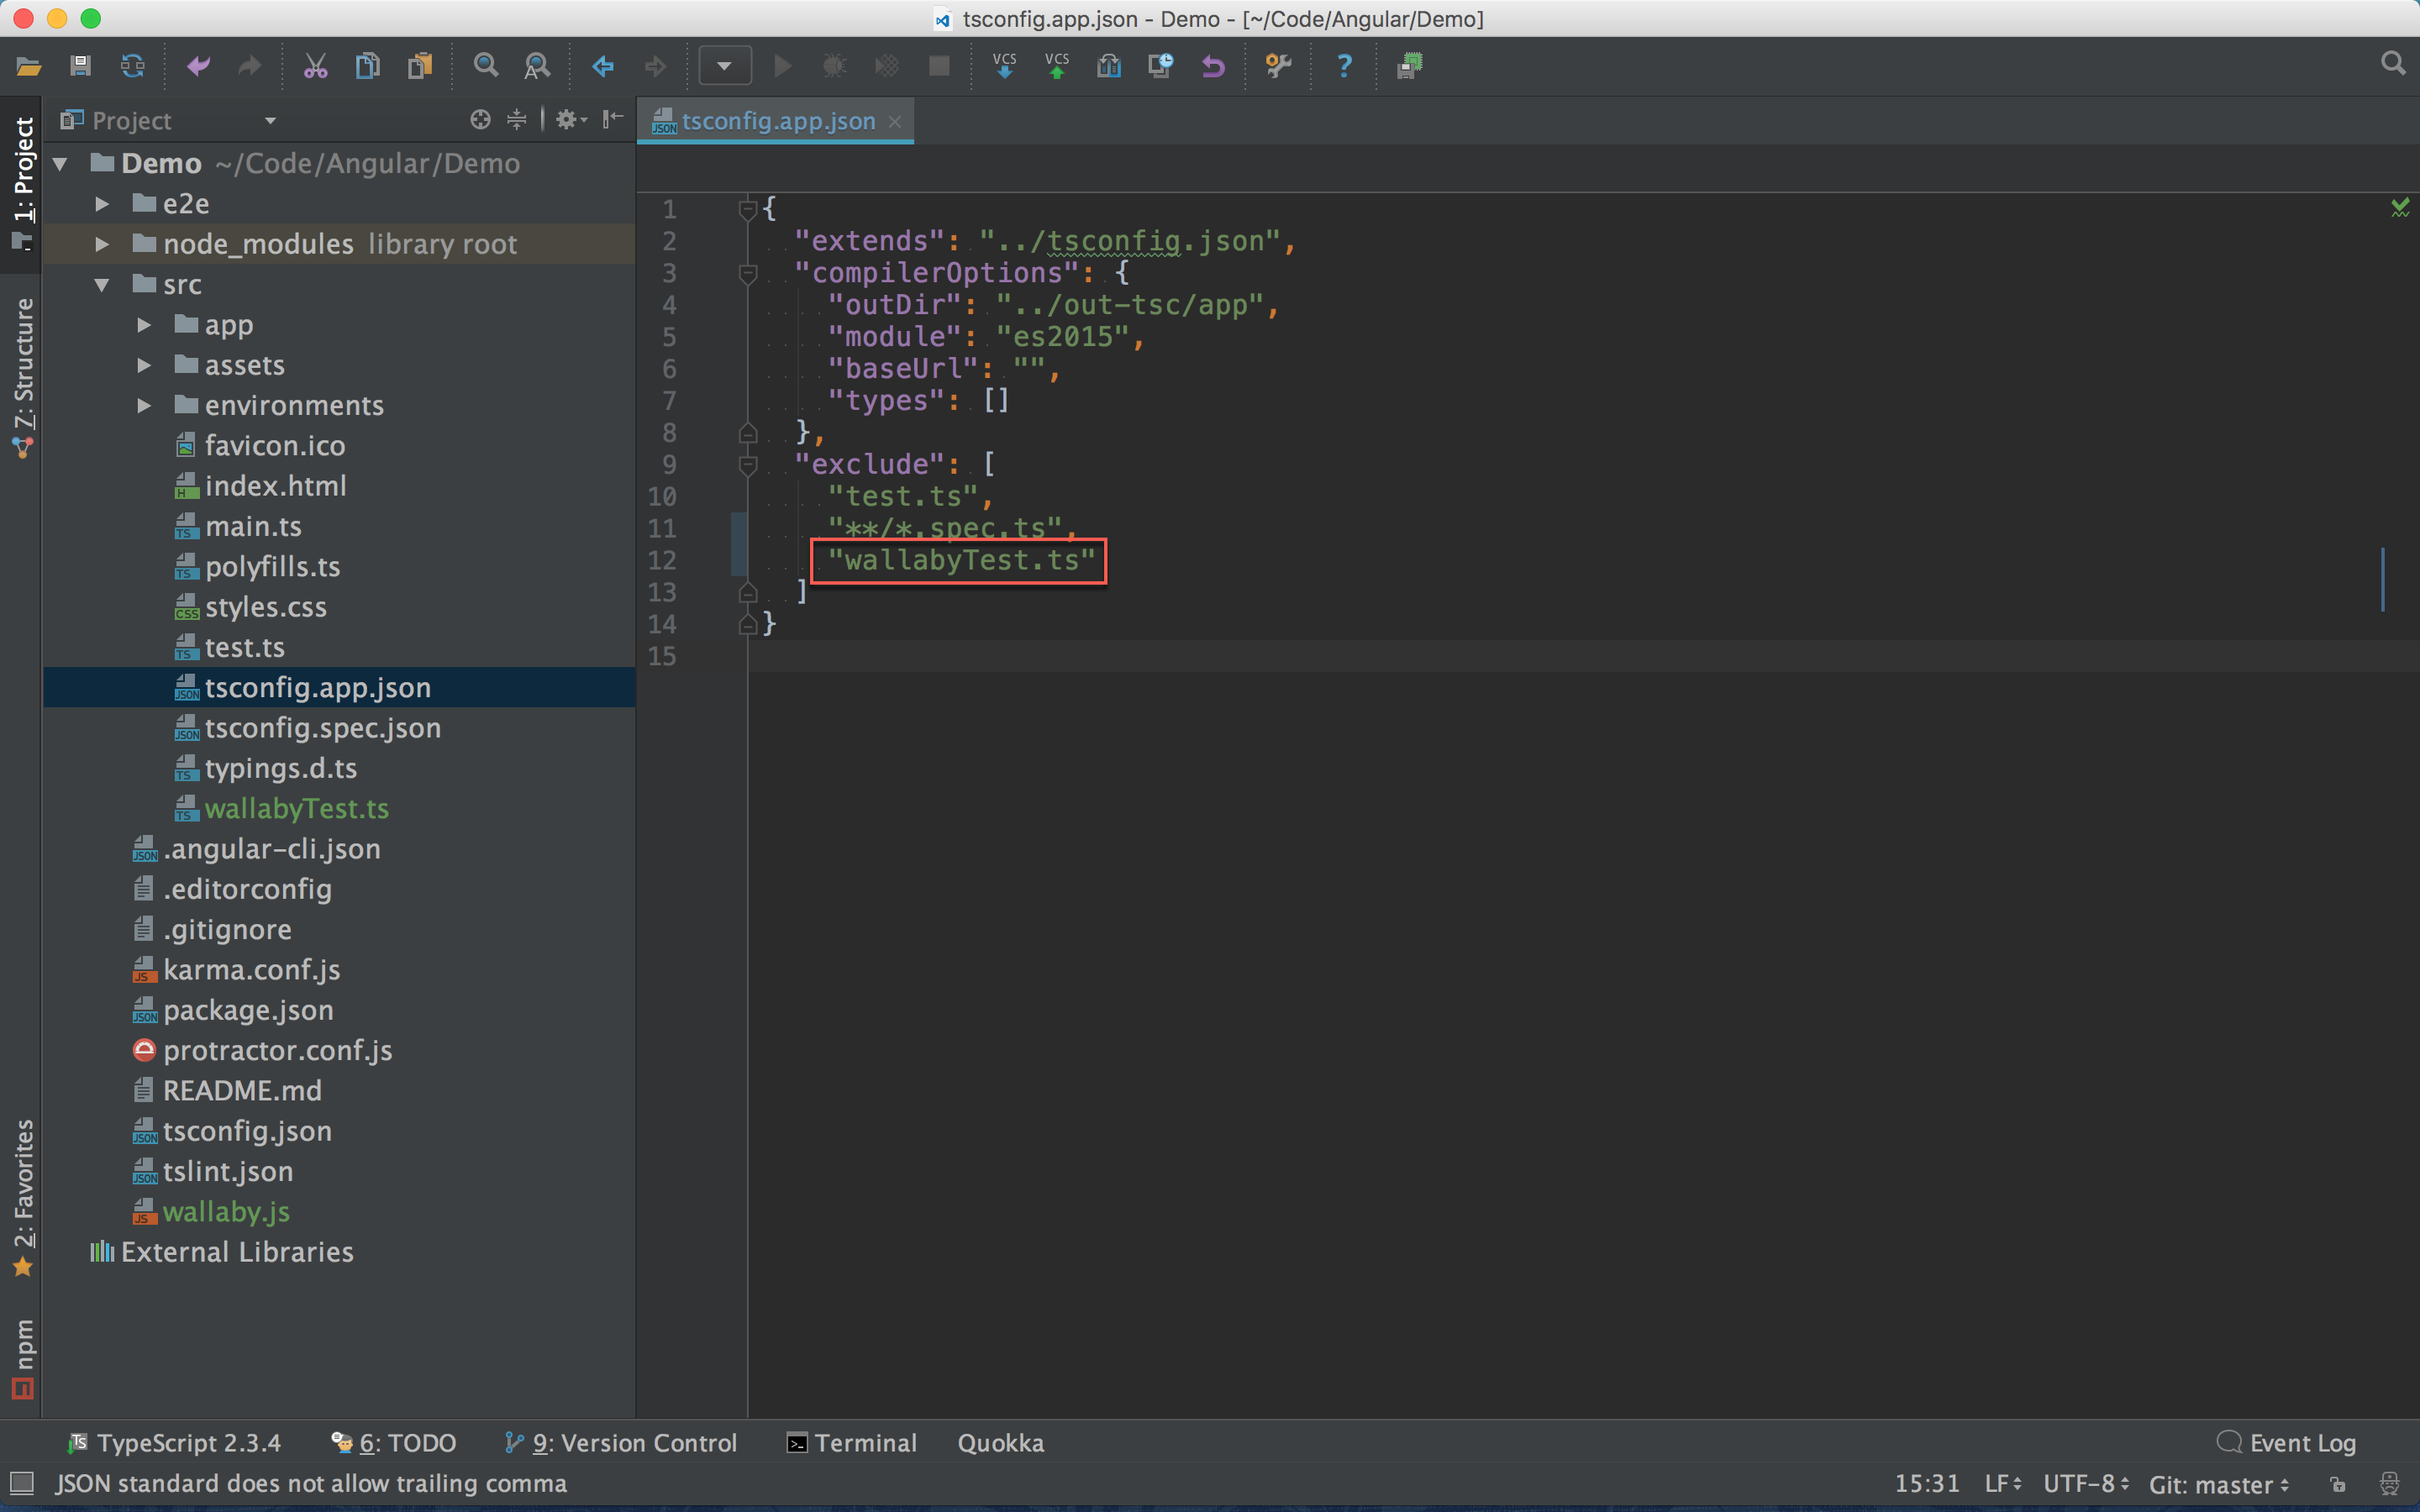 tsconfig.app.json - Demo - [~/Code/Angular/Demo]
VCS VCS
?
1: Project
7: Structure
2: Favorites
npm
Project
Demo ~/Code/Angular/Demo
e2e
node_modules library root
src
app
assets
environments
favicon.ico
index.html
main.ts
polyfills.ts
styles.css
test.ts
tsconfig.app.json
tsconfig.spec.json
typings.d.ts
wallabyTest.ts
.angular-cli.json
.editorconfig
.gitignore
karma.conf.js
package.json
protractor.conf.js
README.md
tsconfig.json
tslint.json
wallaby.js
External Libraries
tsconfig.app.json
1 {
2 "extends": "../tsconfig.json",
3 "compilerOptions": {
4 "outDir": "../out-tsc/app",
5 "module": "es2015",
6 "baseUrl": "",
7 "types": []
8 },
9 "exclude": [
10 "test.ts",
11 "**/*.spec.ts",
12 "wallabyTest.ts"
13 ]
14 }
15
TypeScript 2.3.4 6: TODO 9: Version Control Terminal Quokka Event Log
JSON standard does not allow trailing comma 15:31 LF UTF-8 Git: master